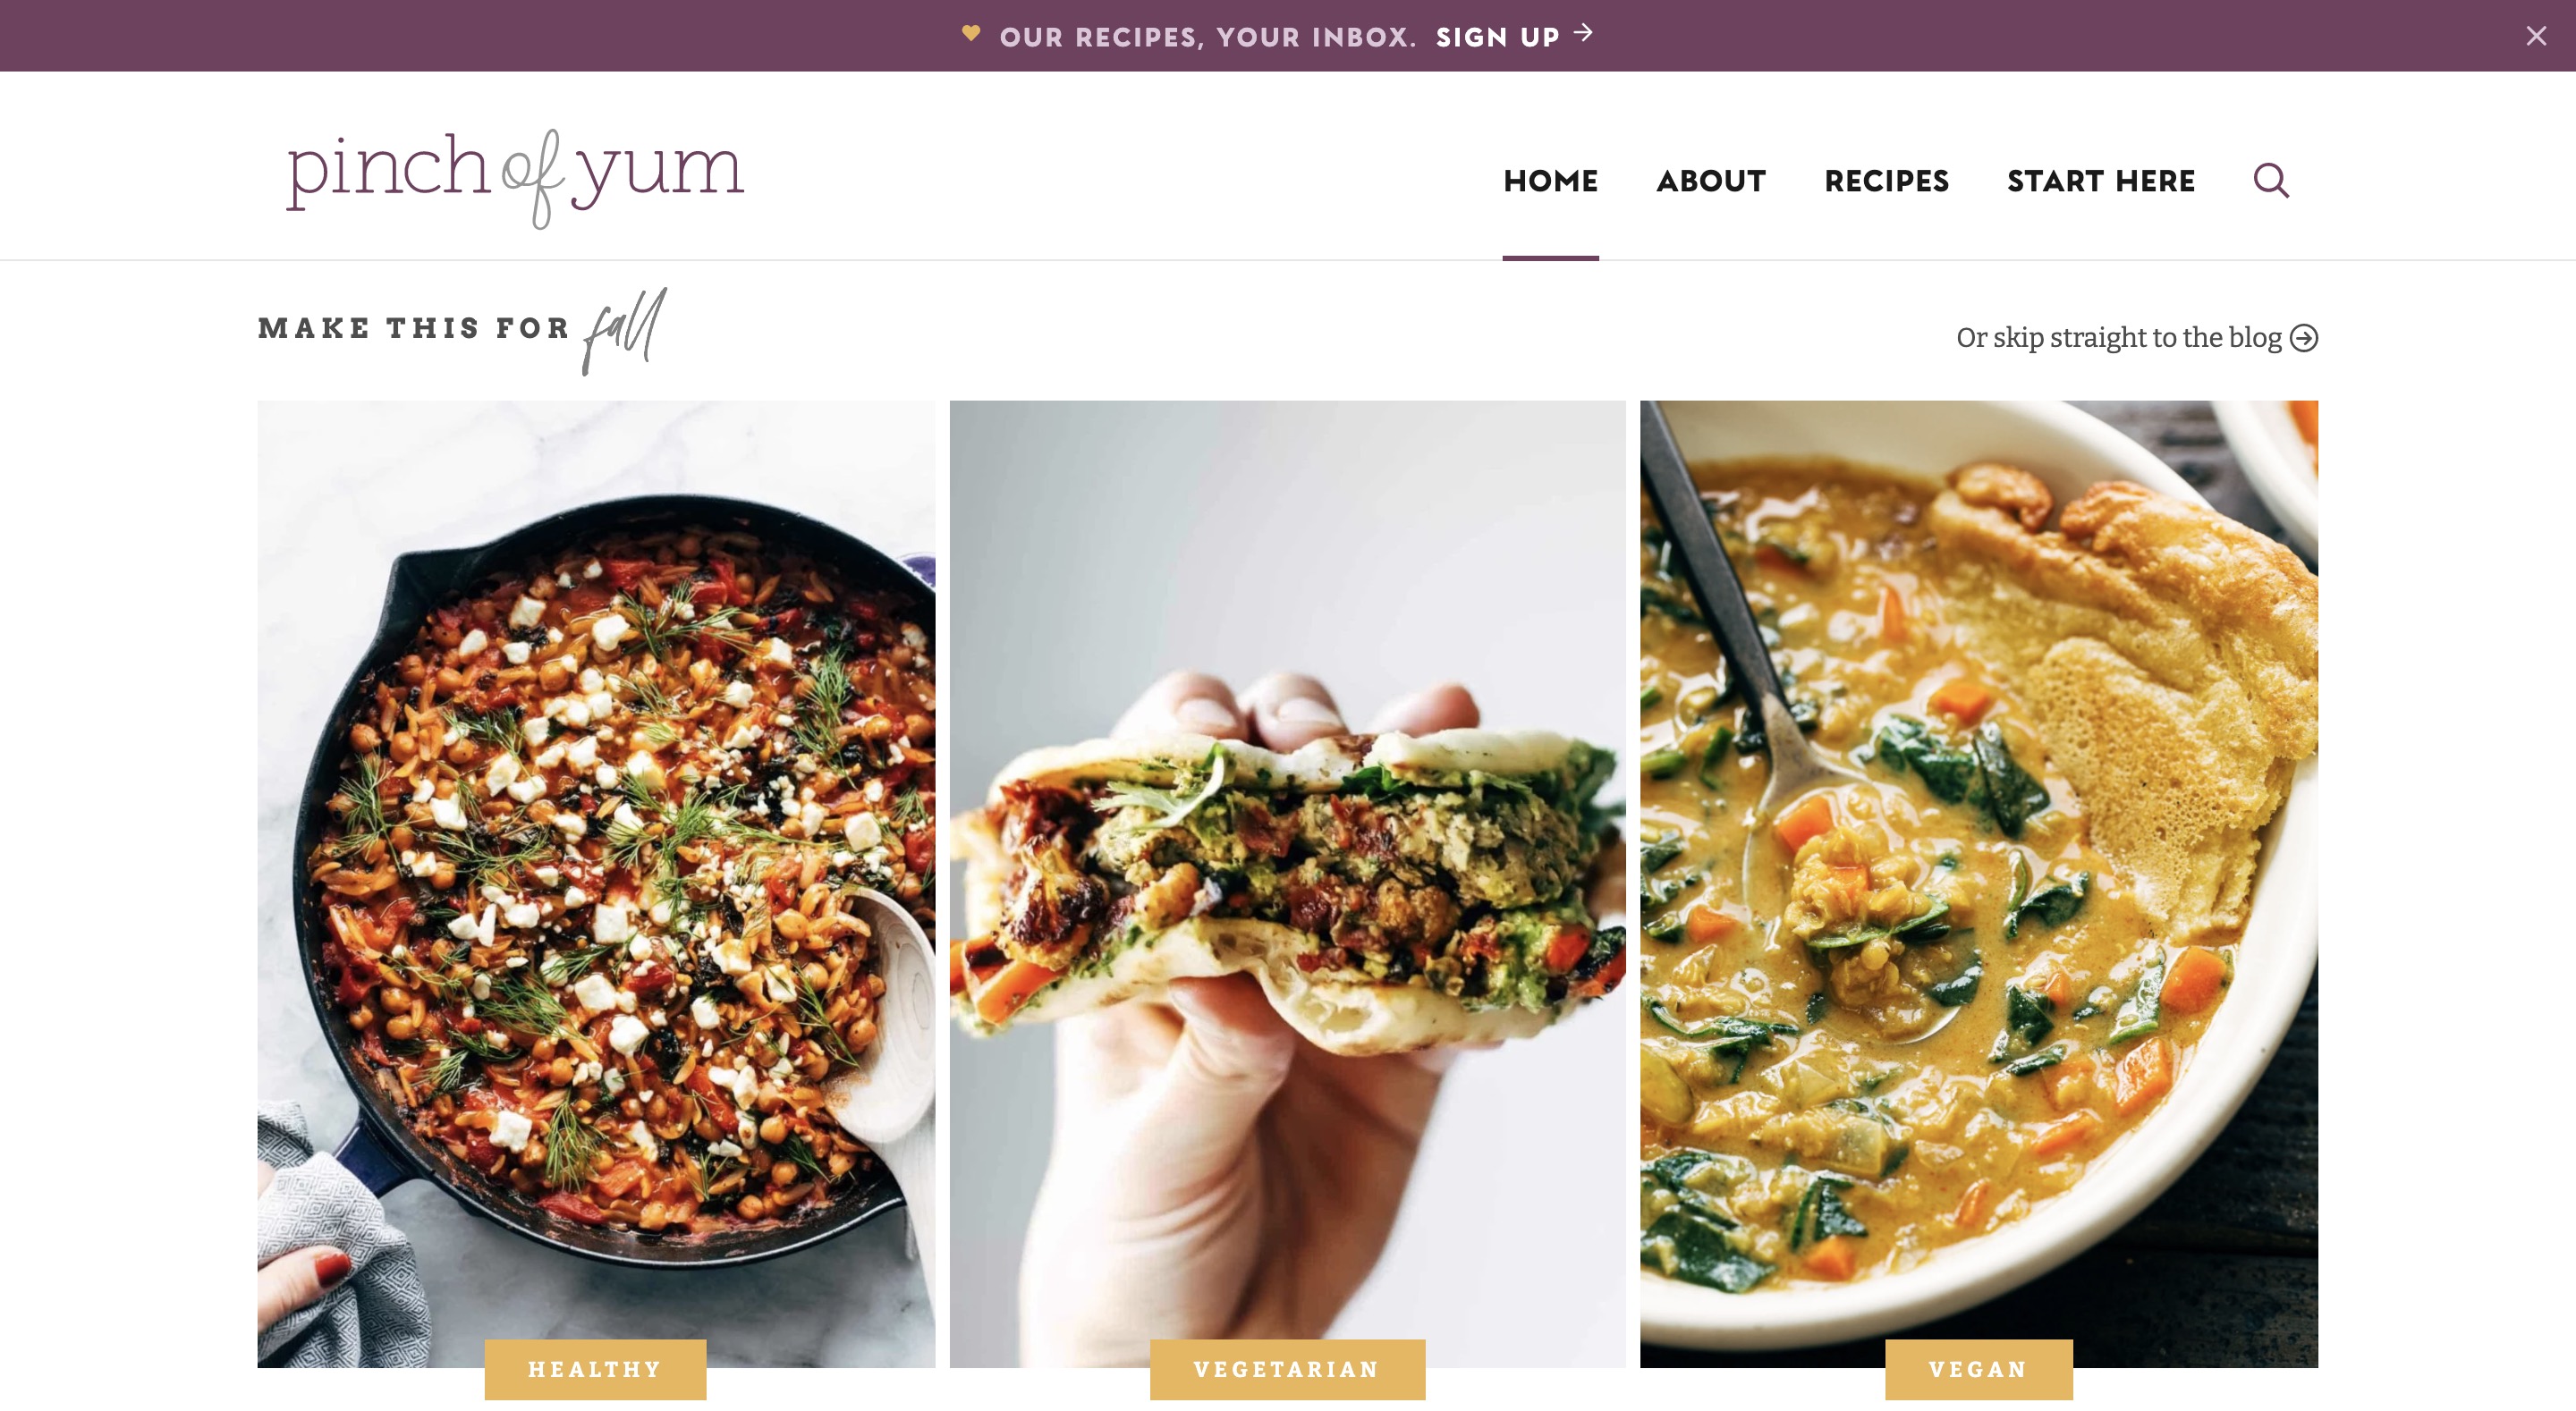 OUR RECIPES, YOUR INBOX. SIGN UP
pinch of yum
HOME ABOUT RECIPES START HERE
MAKE THIS FOR fall
Or skip straight to the blog
HEALTHY VEGETARIAN VEGAN